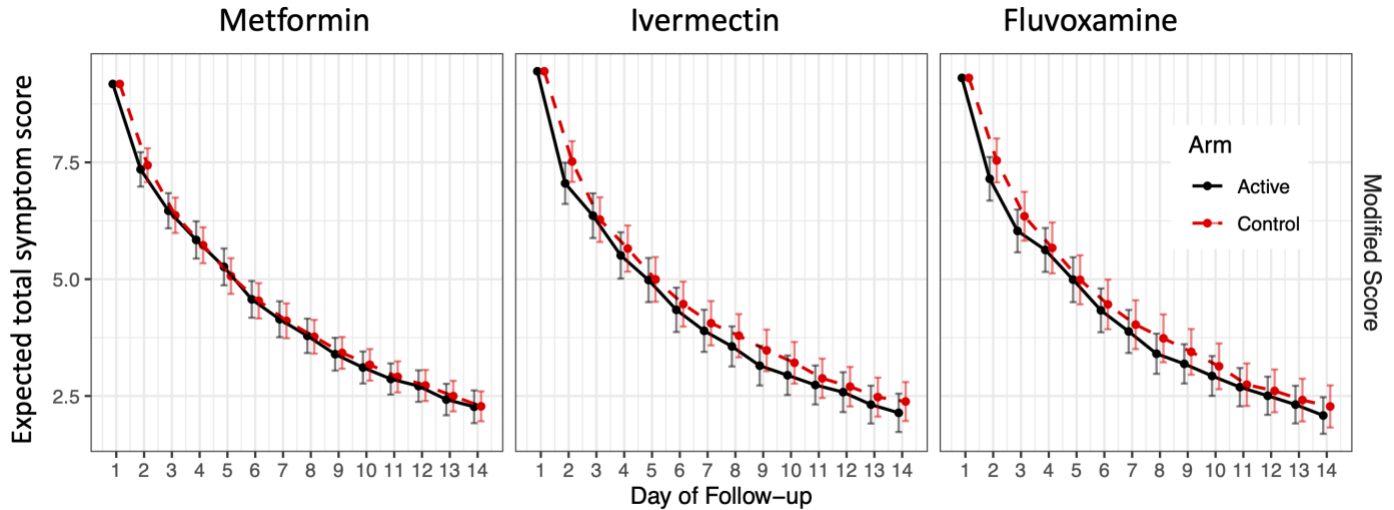 Metformin Ivermectin Fluvoxamine
Expected total symptom score
7.5
5.0
2.5
Arm
Active
Control
Modified Score
1 2 3 4 5 6 7 8 9 10 11 12 13 14 1 2 3 4 5 6 7 8 9 10 11 12 13 14 1 2 3 4 5 6 7 8 9 10 11 12 13 14
Day of Follow-up